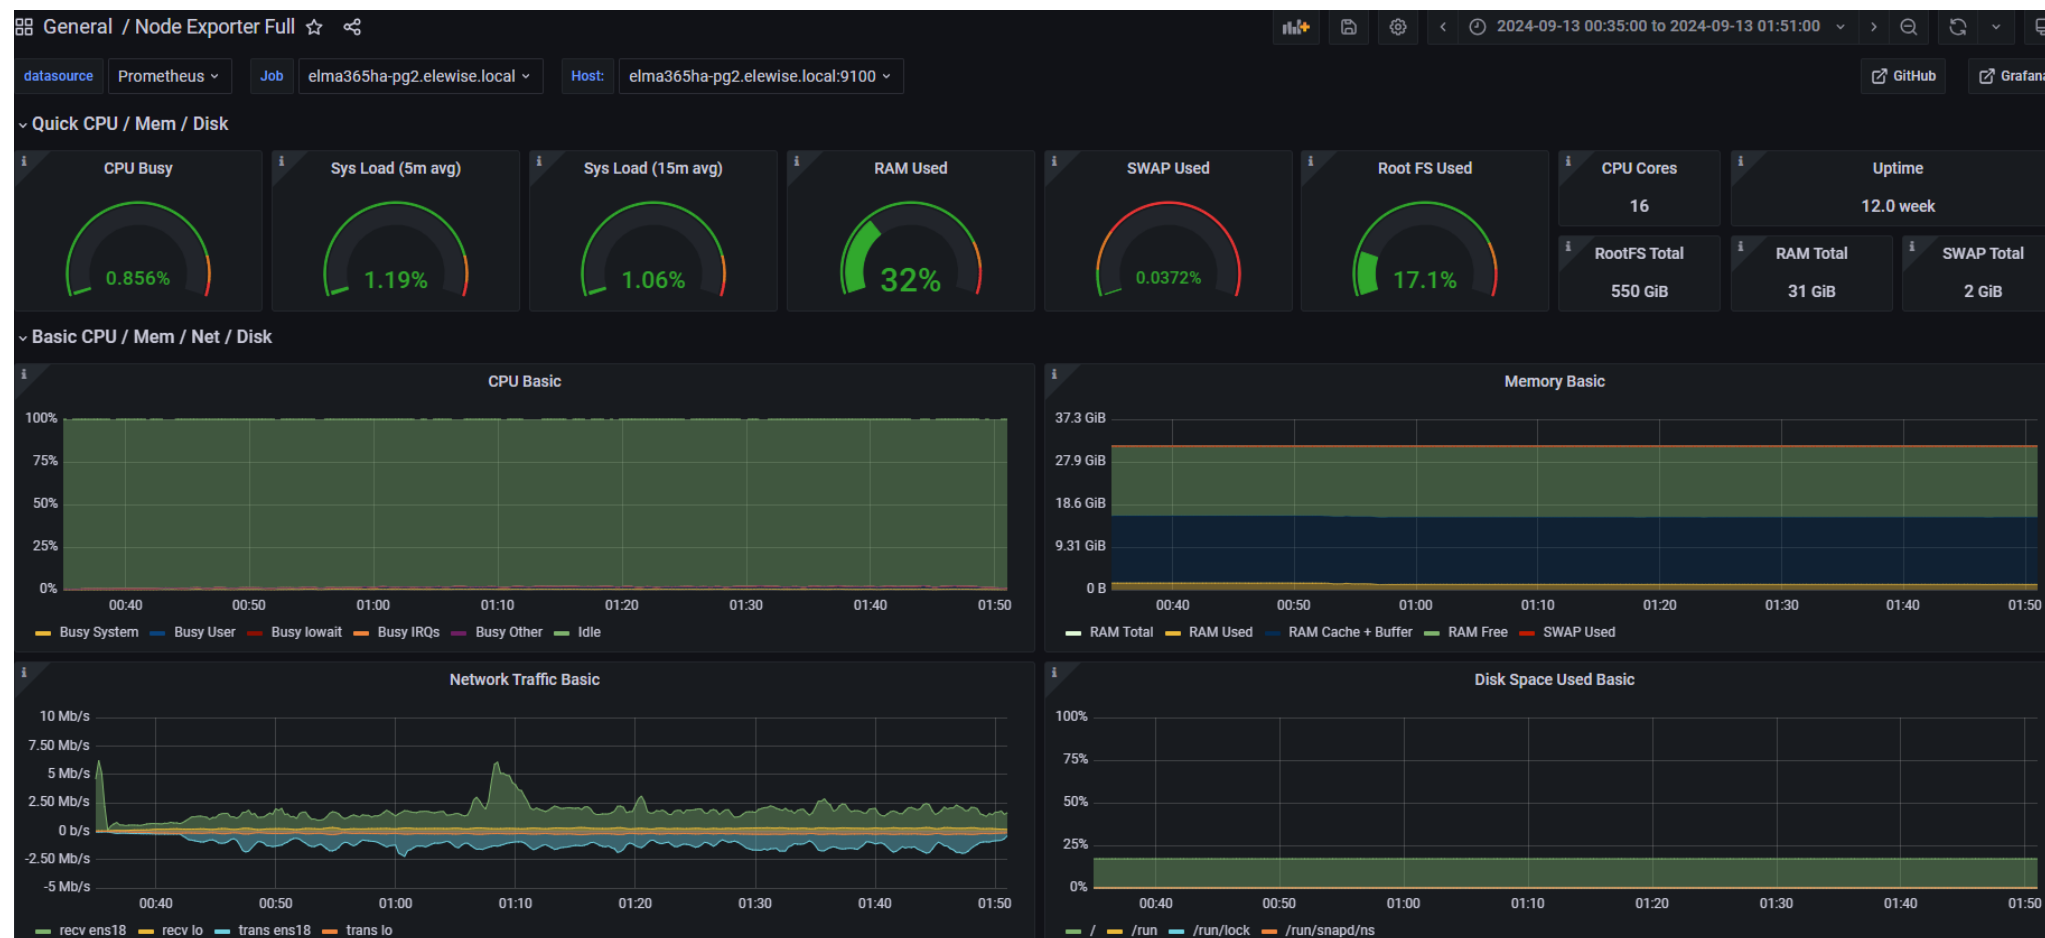 General / Node Exporter Full 2024-09-13 00:35:00 to 2024-09-13 01:51:00
datasource Prometheus Job elma365ha-pg2.elewise.local Host: elma365ha-pg2.elewise.local:9100 GitHub Grafana
Quick CPU / Mem / Disk
CPU Busy
0.856%
Sys Load (5m avg)
1.19%
Sys Load (15m avg)
1.06%
RAM Used
32%
SWAP Used
0.0372%
Root FS Used
17.1%
CPU Cores
16
Uptime
12.0 week
RootFS Total
550 GiB
RAM Total
31 GiB
SWAP Total
2 GiB
Basic CPU / Mem / Net / Disk
CPU Basic
100%
75%
50%
25%
0%
00:40 00:50 01:00 01:10 01:20 01:30 01:40 01:50
Busy System Busy User Busy Iowait Busy IRQs Busy Other Idle
Memory Basic
37.3 GiB
27.9 GiB
18.6 GiB
9.31 GiB
0 B
00:40 00:50 01:00 01:10 01:20 01:30 01:40 01:50
RAM Total RAM Used RAM Cache + Buffer RAM Free SWAP Used
Network Traffic Basic
10 Mb/s
7.50 Mb/s
5 Mb/s
2.50 Mb/s
0 b/s
-2.50 Mb/s
-5 Mb/s
00:40 00:50 01:00 01:10 01:20 01:30 01:40 01:50
recv ens18 recv lo trans ens18 trans lo
Disk Space Used Basic
100%
75%
50%
25%
0%
00:40 00:50 01:00 01:10 01:20 01:30 01:40 01:50
/ /run /run/lock /run/snapd/ns